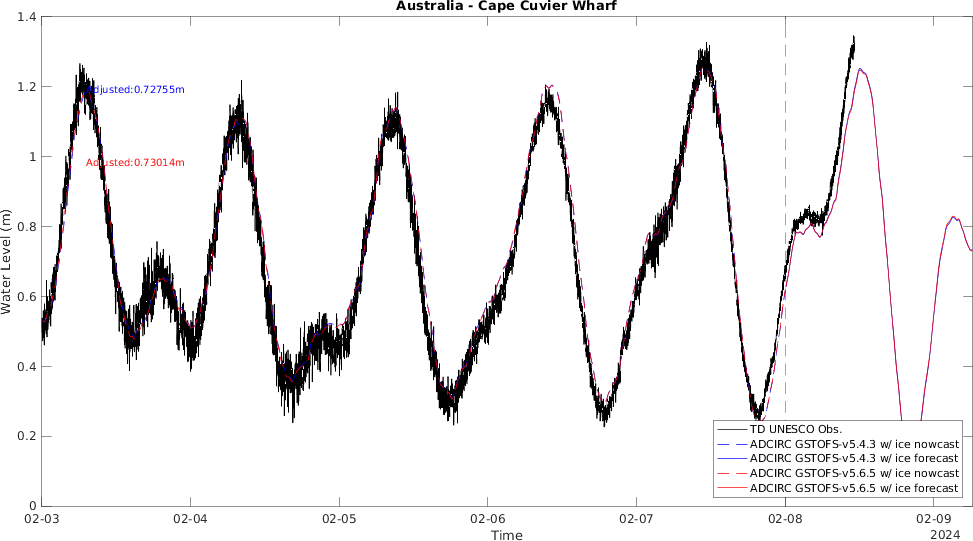 Australia - Cape Cuvier Wharf
1.4
1.2
1
0.8
0.6
0.4
0.2
0
Water Level (m)
Adjusted:0.72755m
Adjusted:0.73014m
TD UNESCO Obs.
ADCIRC GSTOFS-v5.4.3 w/ ice nowcast
ADCIRC GSTOFS-v5.4.3 w/ ice forecast
ADCIRC GSTOFS-v5.6.5 w/ ice nowcast
ADCIRC GSTOFS-v5.6.5 w/ ice forecast
02-03
02-04
02-05
02-06
02-07
02-08
02-09
Time
2024